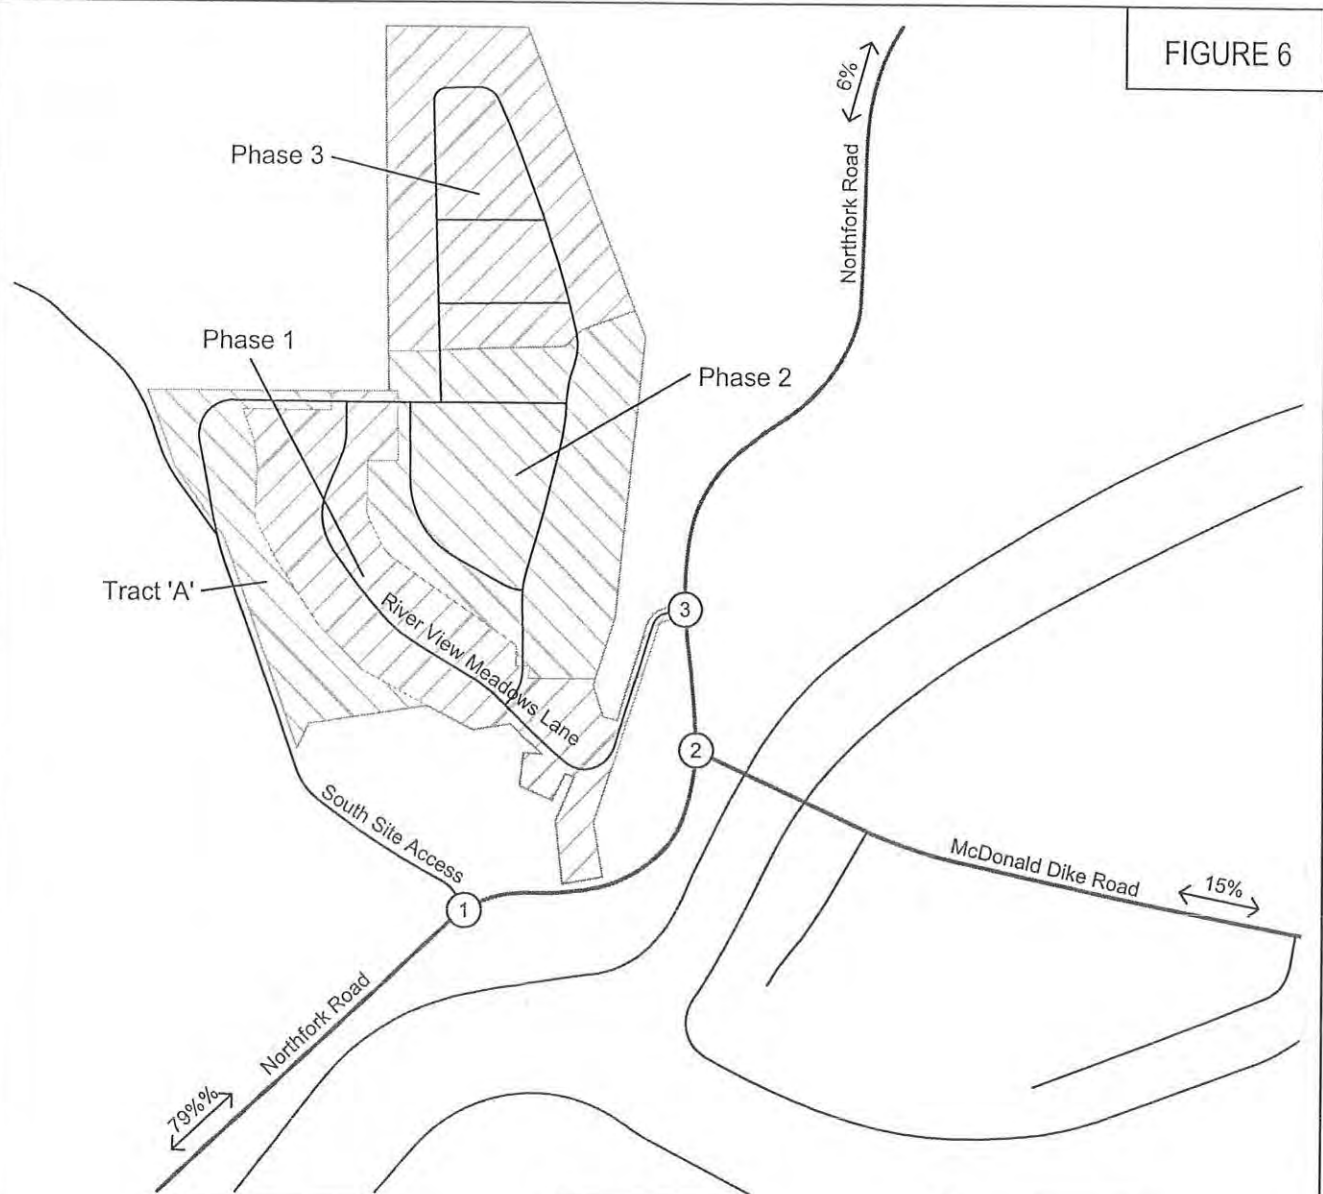 FIGURE 6
6%
Northfork Road
Phase 3
Phase 1
Phase 2
Tract 'A'
River View Meadows Lane
3
2
South Site Access
McDonald Dike Road
15%
1
Northfork Road
79%%